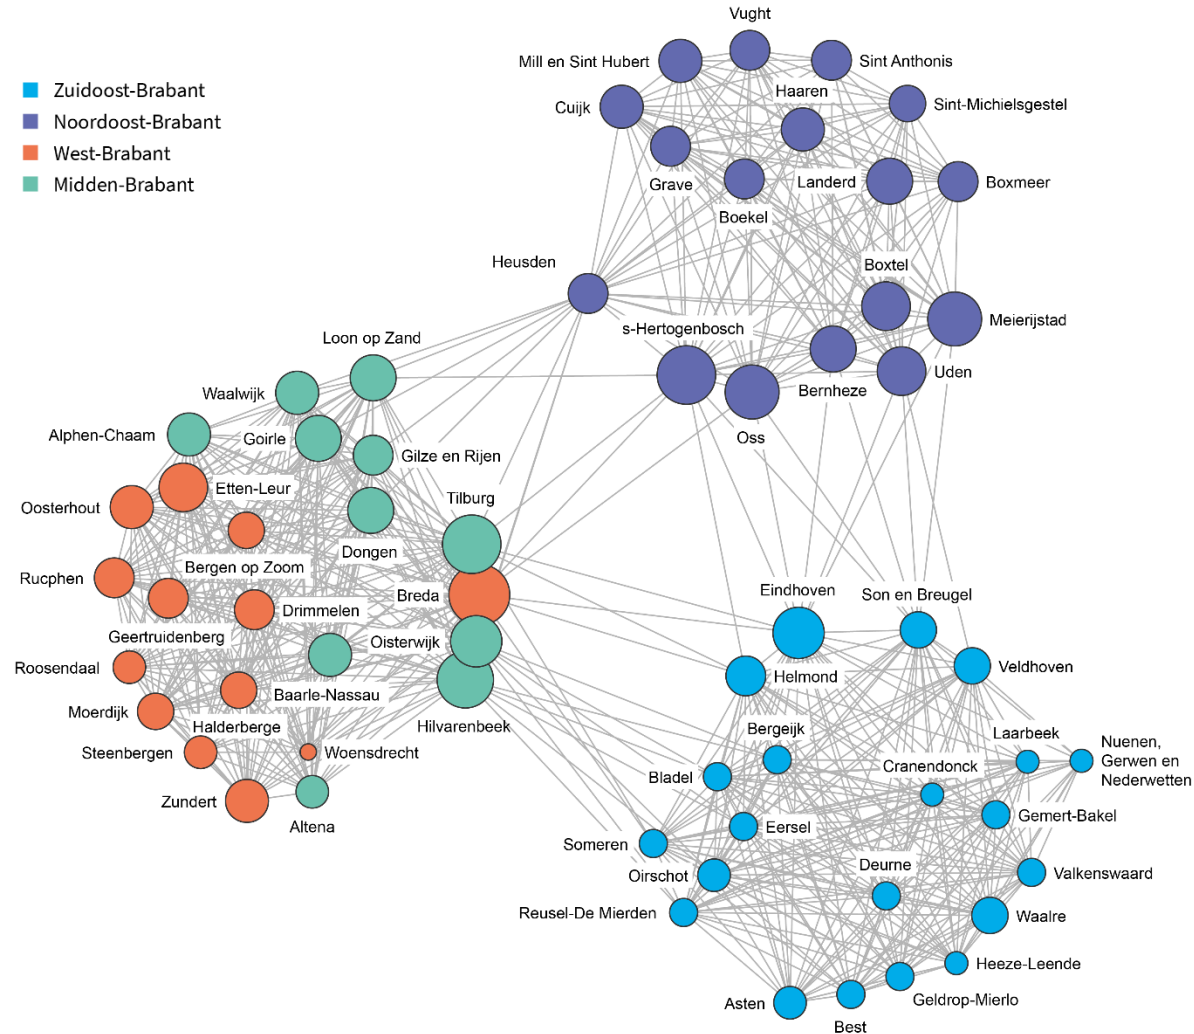 Zuidoost-Brabant
Noordoost-Brabant
West-Brabant
Midden-Brabant
Vught
Mill en Sint Hubert
Sint Anthonis
Haaren
Cuijk
Sint-Michielsgestel
Grave
Landerd
Boxmeer
Boekel
Heusden
Boxtel
s-Hertogenbosch
Meierijstad
Bernheze
Uden
Oss
Loon op Zand
Waalwijk
Alphen-Chaam
Goirle
Gilze en Rijen
Etten-Leur
Oosterhout
Tilburg
Dongen
Rucphen
Bergen op Zoom
Breda
Drimmelen
Geertruidenberg
Oisterwijk
Roosendaal
Baarle-Nassau
Moerdijk
Halderberge
Hilvarenbeek
Steenbergen
Woensdrecht
Zundert
Altena
Eindhoven
Son en Breugel
Helmond
Veldhoven
Bergeijk
Laarbeek
Nuenen,
Gerwen en
Nederwetten
Bladel
Cranendonck
Gemert-Bakel
Eersel
Someren
Deurne
Oirschot
Valkenswaard
Reusel-De Mierden
Waalre
Heeze-Leende
Asten
Geldrop-Mierlo
Best